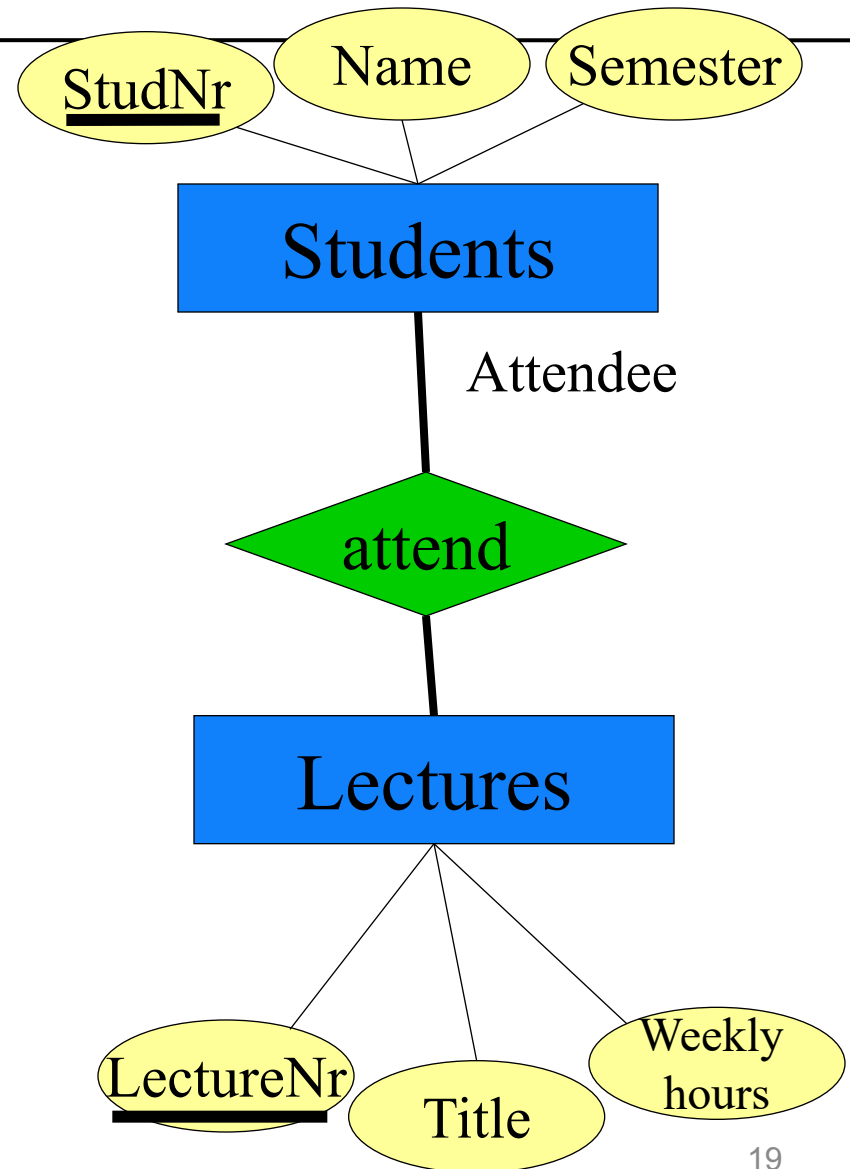 StudNr
Name
Semester
Students
Attendee
attend
Lectures
LectureNr
Title
Weekly
hours
19